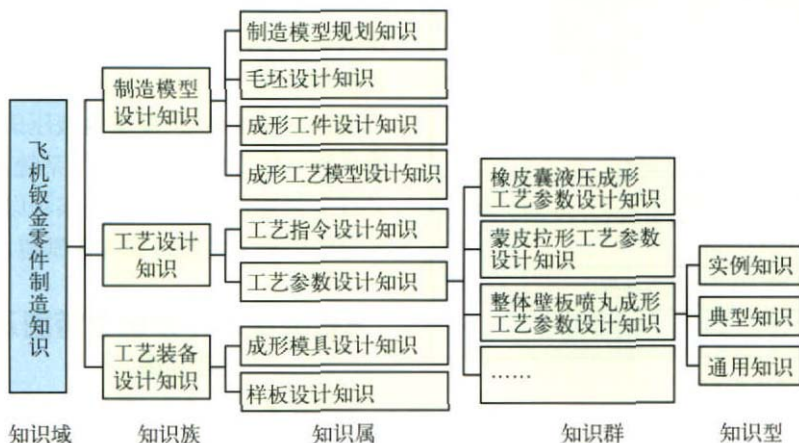 飞机钣金零件制造知识
制造模型
设计知识
工艺设计
知识
工艺装备
设计知识
制造模型规划知识
毛坯设计知识
成形工件设计知识
成形工艺模型设计知识
工艺指令设计知识
工艺参数设计知识
成形模具设计知识
样板设计知识
橡皮囊液压成形
工艺参数设计知识
蒙皮拉形工艺参数
设计知识
整体壁板喷丸成形
工艺参数设计知识
……
实例知识
典型知识
通用知识
知识域
知识族
知识属
知识群
知识型